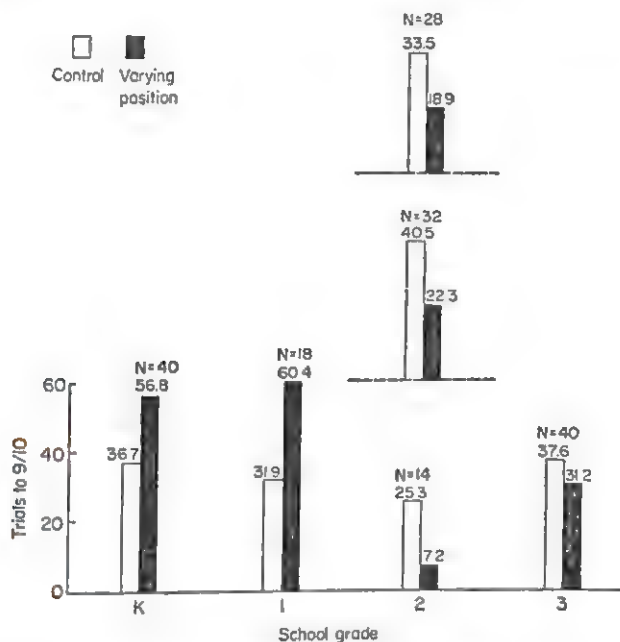 N=28
33.5
18.9
Control
Varying
position
N=32
40.5
22.3
N=40
56.8
36.7
N=18
60.4
31.9
N=14
25.3
7.2
N=40
37.6
31.2
Trials to 9/10
60
40
20
0
K
1
2
3
School grade